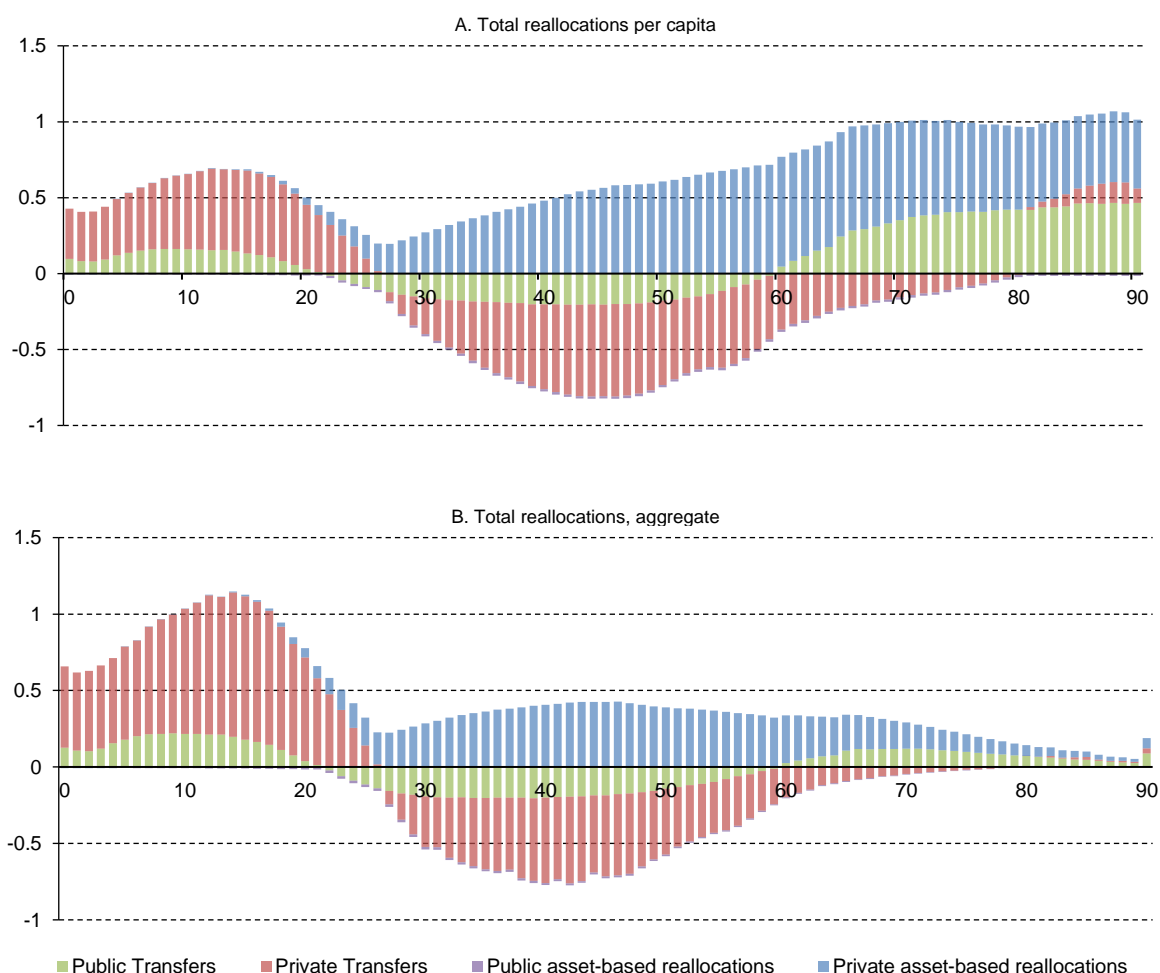 A. Total reallocations per capita
1.5
1
0.5
0
0 10 20 30 40 50 60 70 80 90
-0.5
-1
B. Total reallocations, aggregate
1.5
1
0.5
0
0 10 20 30 40 50 60 70 80 90
-0.5
-1
Public Transfers Private Transfers Public asset-based reallocations Private asset-based reallocations